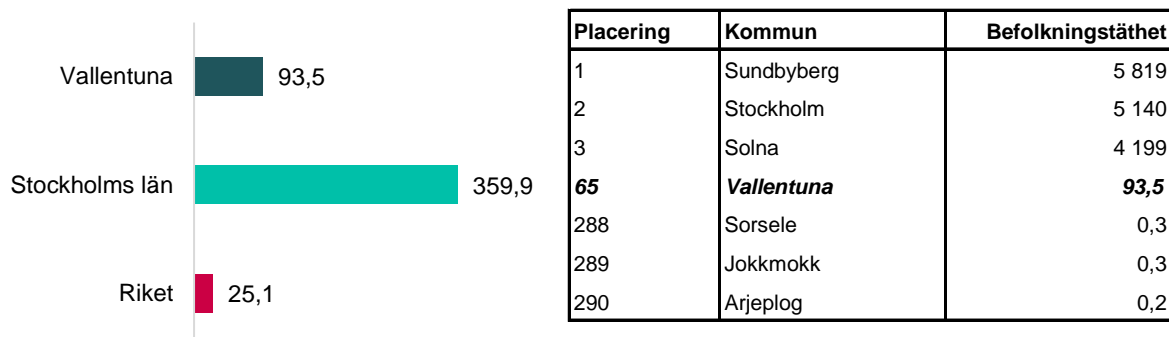 Vallentuna 93,5
Stockholms län 359,9
Riket 25,1
Placering Kommun Befolkningstäthet
1 Sundbyberg 5 819
2 Stockholm 5 140
3 Solna 4 199
65 Vallentuna 93,5
288 Sorsele 0,3
289 Jokkmokk 0,3
290 Arjeplog 0,2